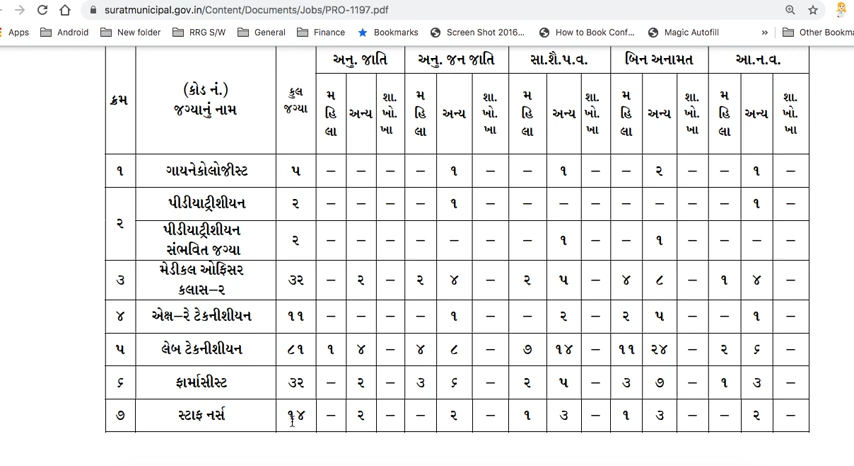 suratmunicipal.gov.in/Content/Documents/Jobs/PRO-1197.pdf
Apps Android New folder RRG S/W General Finance Bookmarks Screen Shot 2016... How to Book Conf... Magic Autofill » Other Bookma
ક્રમ (કોડ નં.) જગ્યાનું નામ કુલ જગ્યા અનુ. જાતિ અનુ. જન જાતિ સા.શૈ.પ.વ. બિન અનામત આ.ન.વ.
મહિલા અન્ય શા.ખો.ખા મહિલા અન્ય શા.ખો.ખા મહિલા અન્ય શા.ખો.ખા મહિલા અન્ય શા.ખો.ખા મહિલા અન્ય શા.ખો.ખા
૧ ગાયનેકોલોજીસ્ટ ૫ – – – – ૧ – – ૧ – – ૨ – – ૧ –
૨ પીડીયાટ્રીશીયન ૨ – – – – ૧ – – – – – – – – ૧ –
પીડીયાટ્રીશીયન
સંભવિત જગ્યા ૨ – – – – – – – ૧ – – ૧ – – – –
૩ મેડીકલ ઓફિસર
કલાસ–૨ ૩૨ – ૨ – ૨ ૪ – ૨ ૫ – ૪ ૮ – ૧ ૪ –
૪ એક્ષ–રે ટેકનીશીયન ૧૧ – – – – ૧ – – ૨ – ૨ ૫ – – ૧ –
૫ લેબ ટેકનીશીયન ૮૧ ૧ ૪ – ૪ ૮ – ૭ ૧૪ – ૧૧ ૨૪ – ૨ ૬ –
૬ ફાર્માસીસ્ટ ૩૨ – ૨ – ૩ ૬ – ૨ ૫ – ૩ ૭ – ૧ ૩ –
૭ સ્ટાફ નર્સ ૧૪ – ૨ – – ૨ – ૧ ૩ – ૧ ૩ – – ૨ –